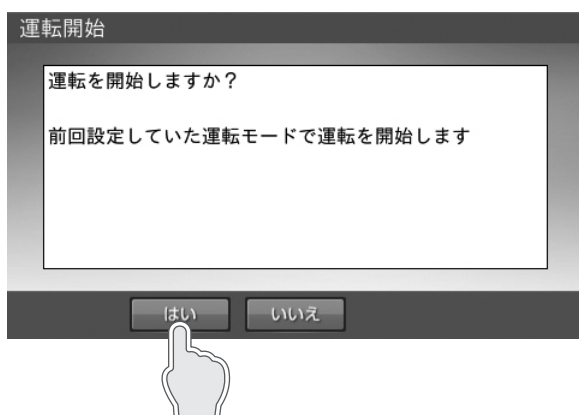 運転開始
運転を開始しますか？
前回設定していた運転モードで運転を開始します
はい
いいえ